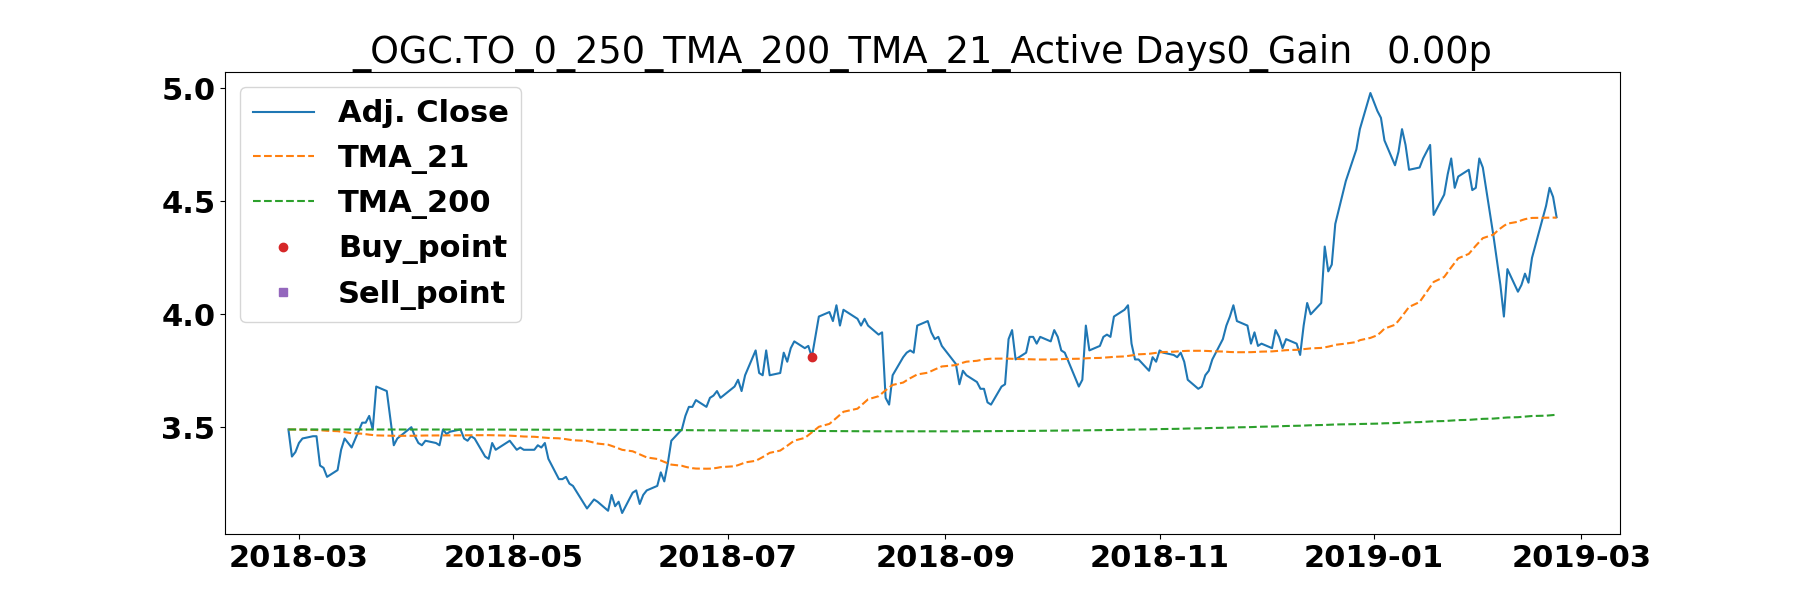 _OGC.TO_0_250_TMA_200_TMA_21_Active Days0_Gain   0.00p
5.0
4.5
4.0
3.5
Adj. Close
TMA_21
TMA_200
Buy_point
Sell_point
2018-03 2018-05 2018-07 2018-09 2018-11 2019-01 2019-03